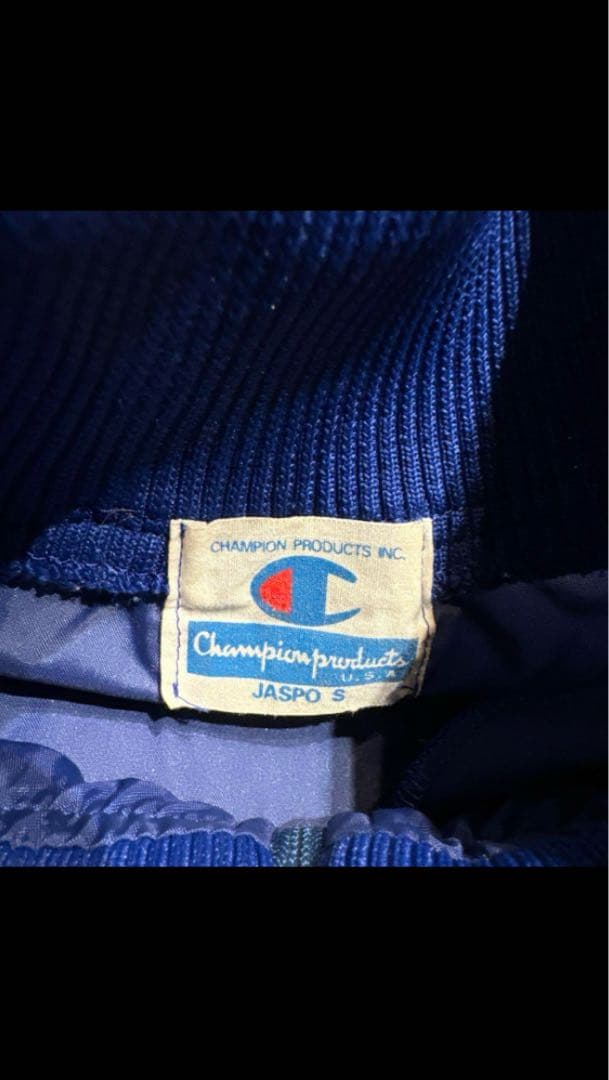 CHAMPION PRODUCTS INC.
Champion products
U.S.A
JASPO S